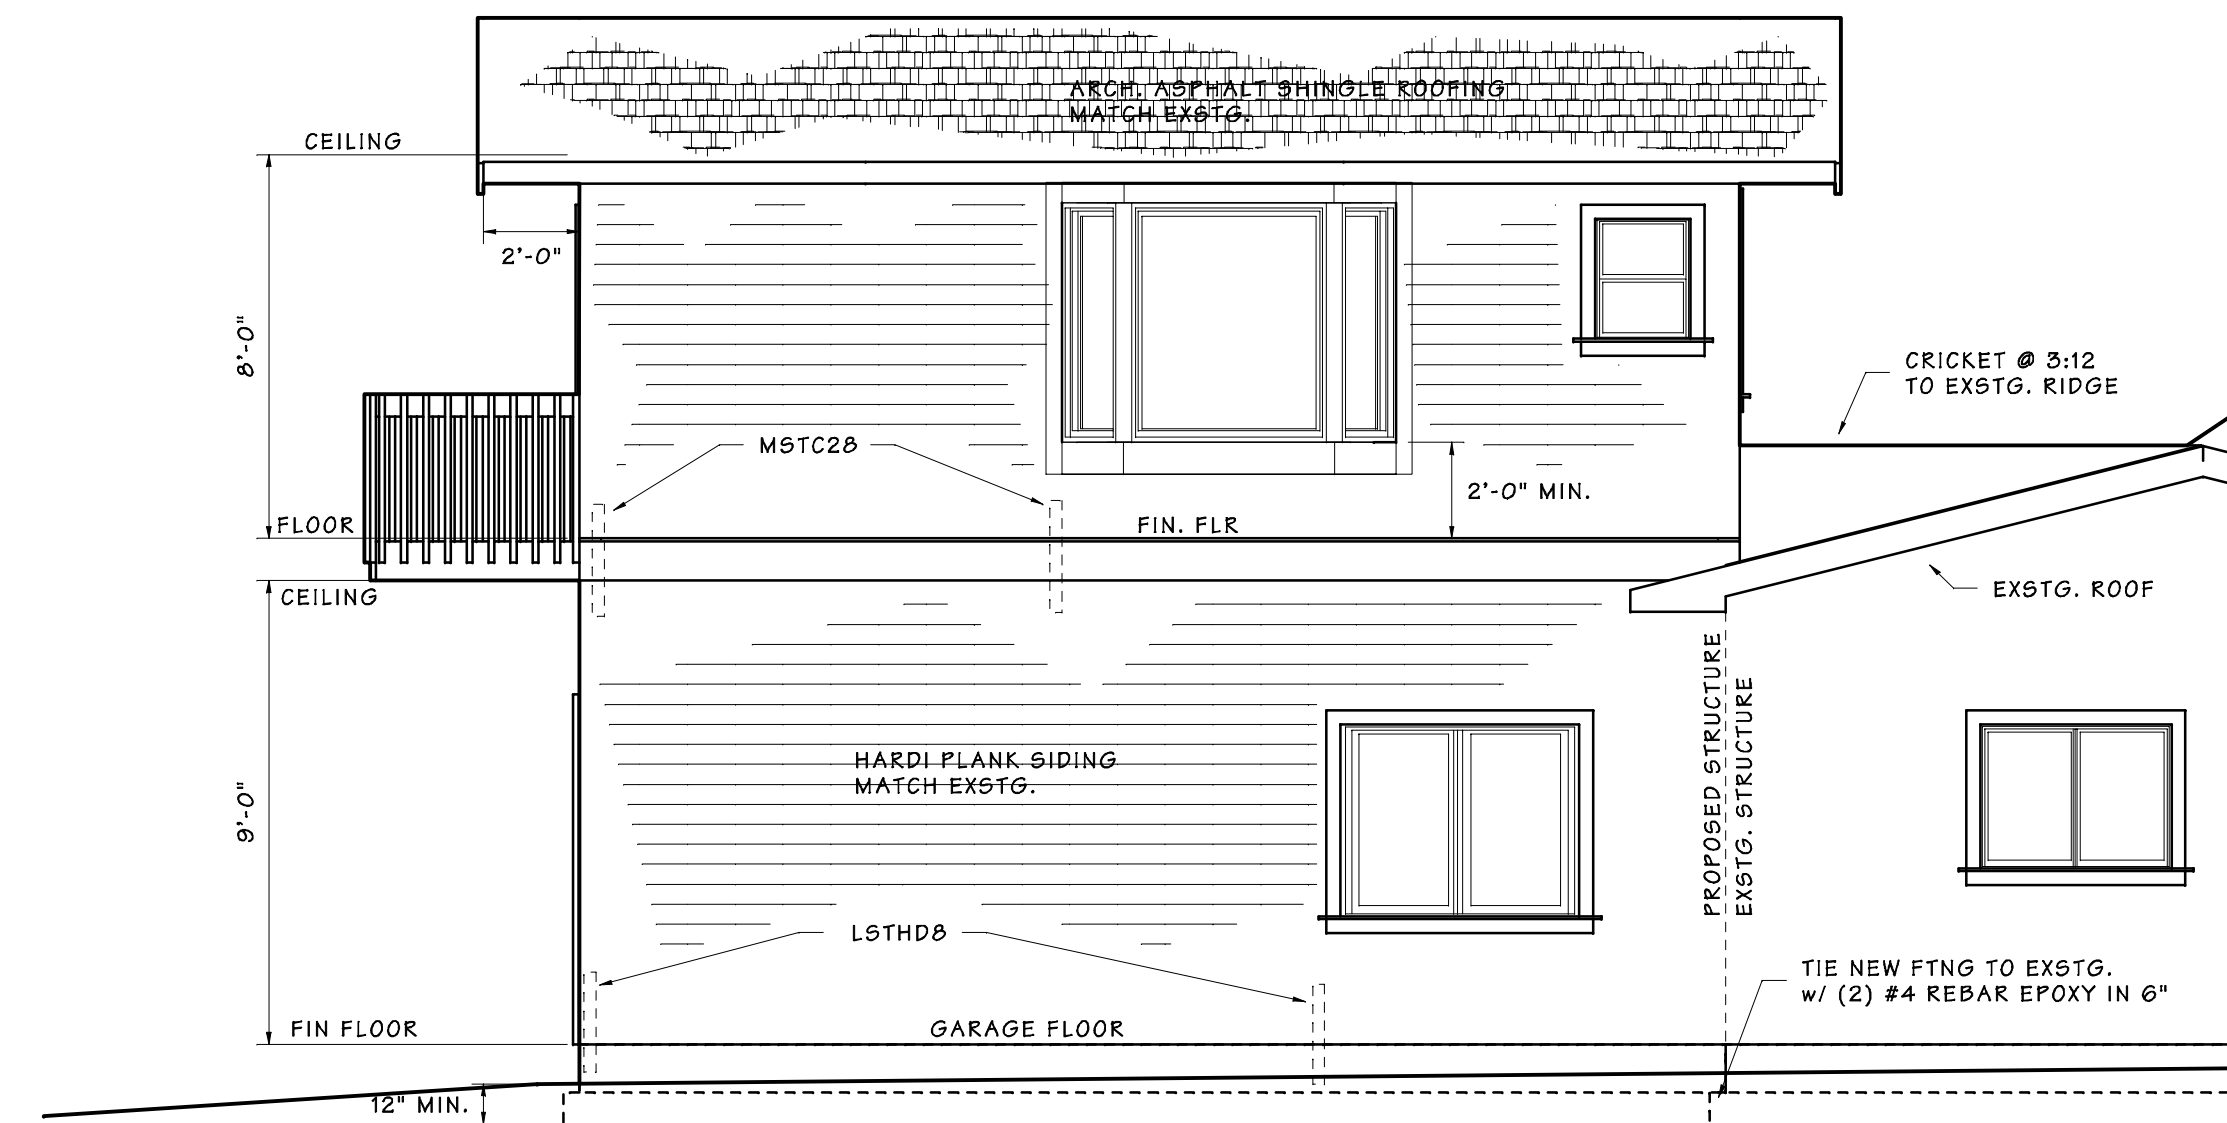 ARCH. ASPHALT SHINGLE ROOFING
MATCH EXSTG.
CEILING
2'-0"
8'-0"
CRICKET @ 3:12
TO EXSTG. RIDGE
MSTC28
2'-0" MIN.
FLOOR
FIN. FLR
CEILING
EXSTG. ROOF
PROPOSED STRUCTURE
EXSTG. STRUCTURE
HARDI PLANK SIDING
MATCH EXSTG.
9'-0"
LSTHD8
TIE NEW FTNG TO EXSTG.
w/ (2) #4 REBAR EPOXY IN 6"
FIN FLOOR
GARAGE FLOOR
12" MIN.